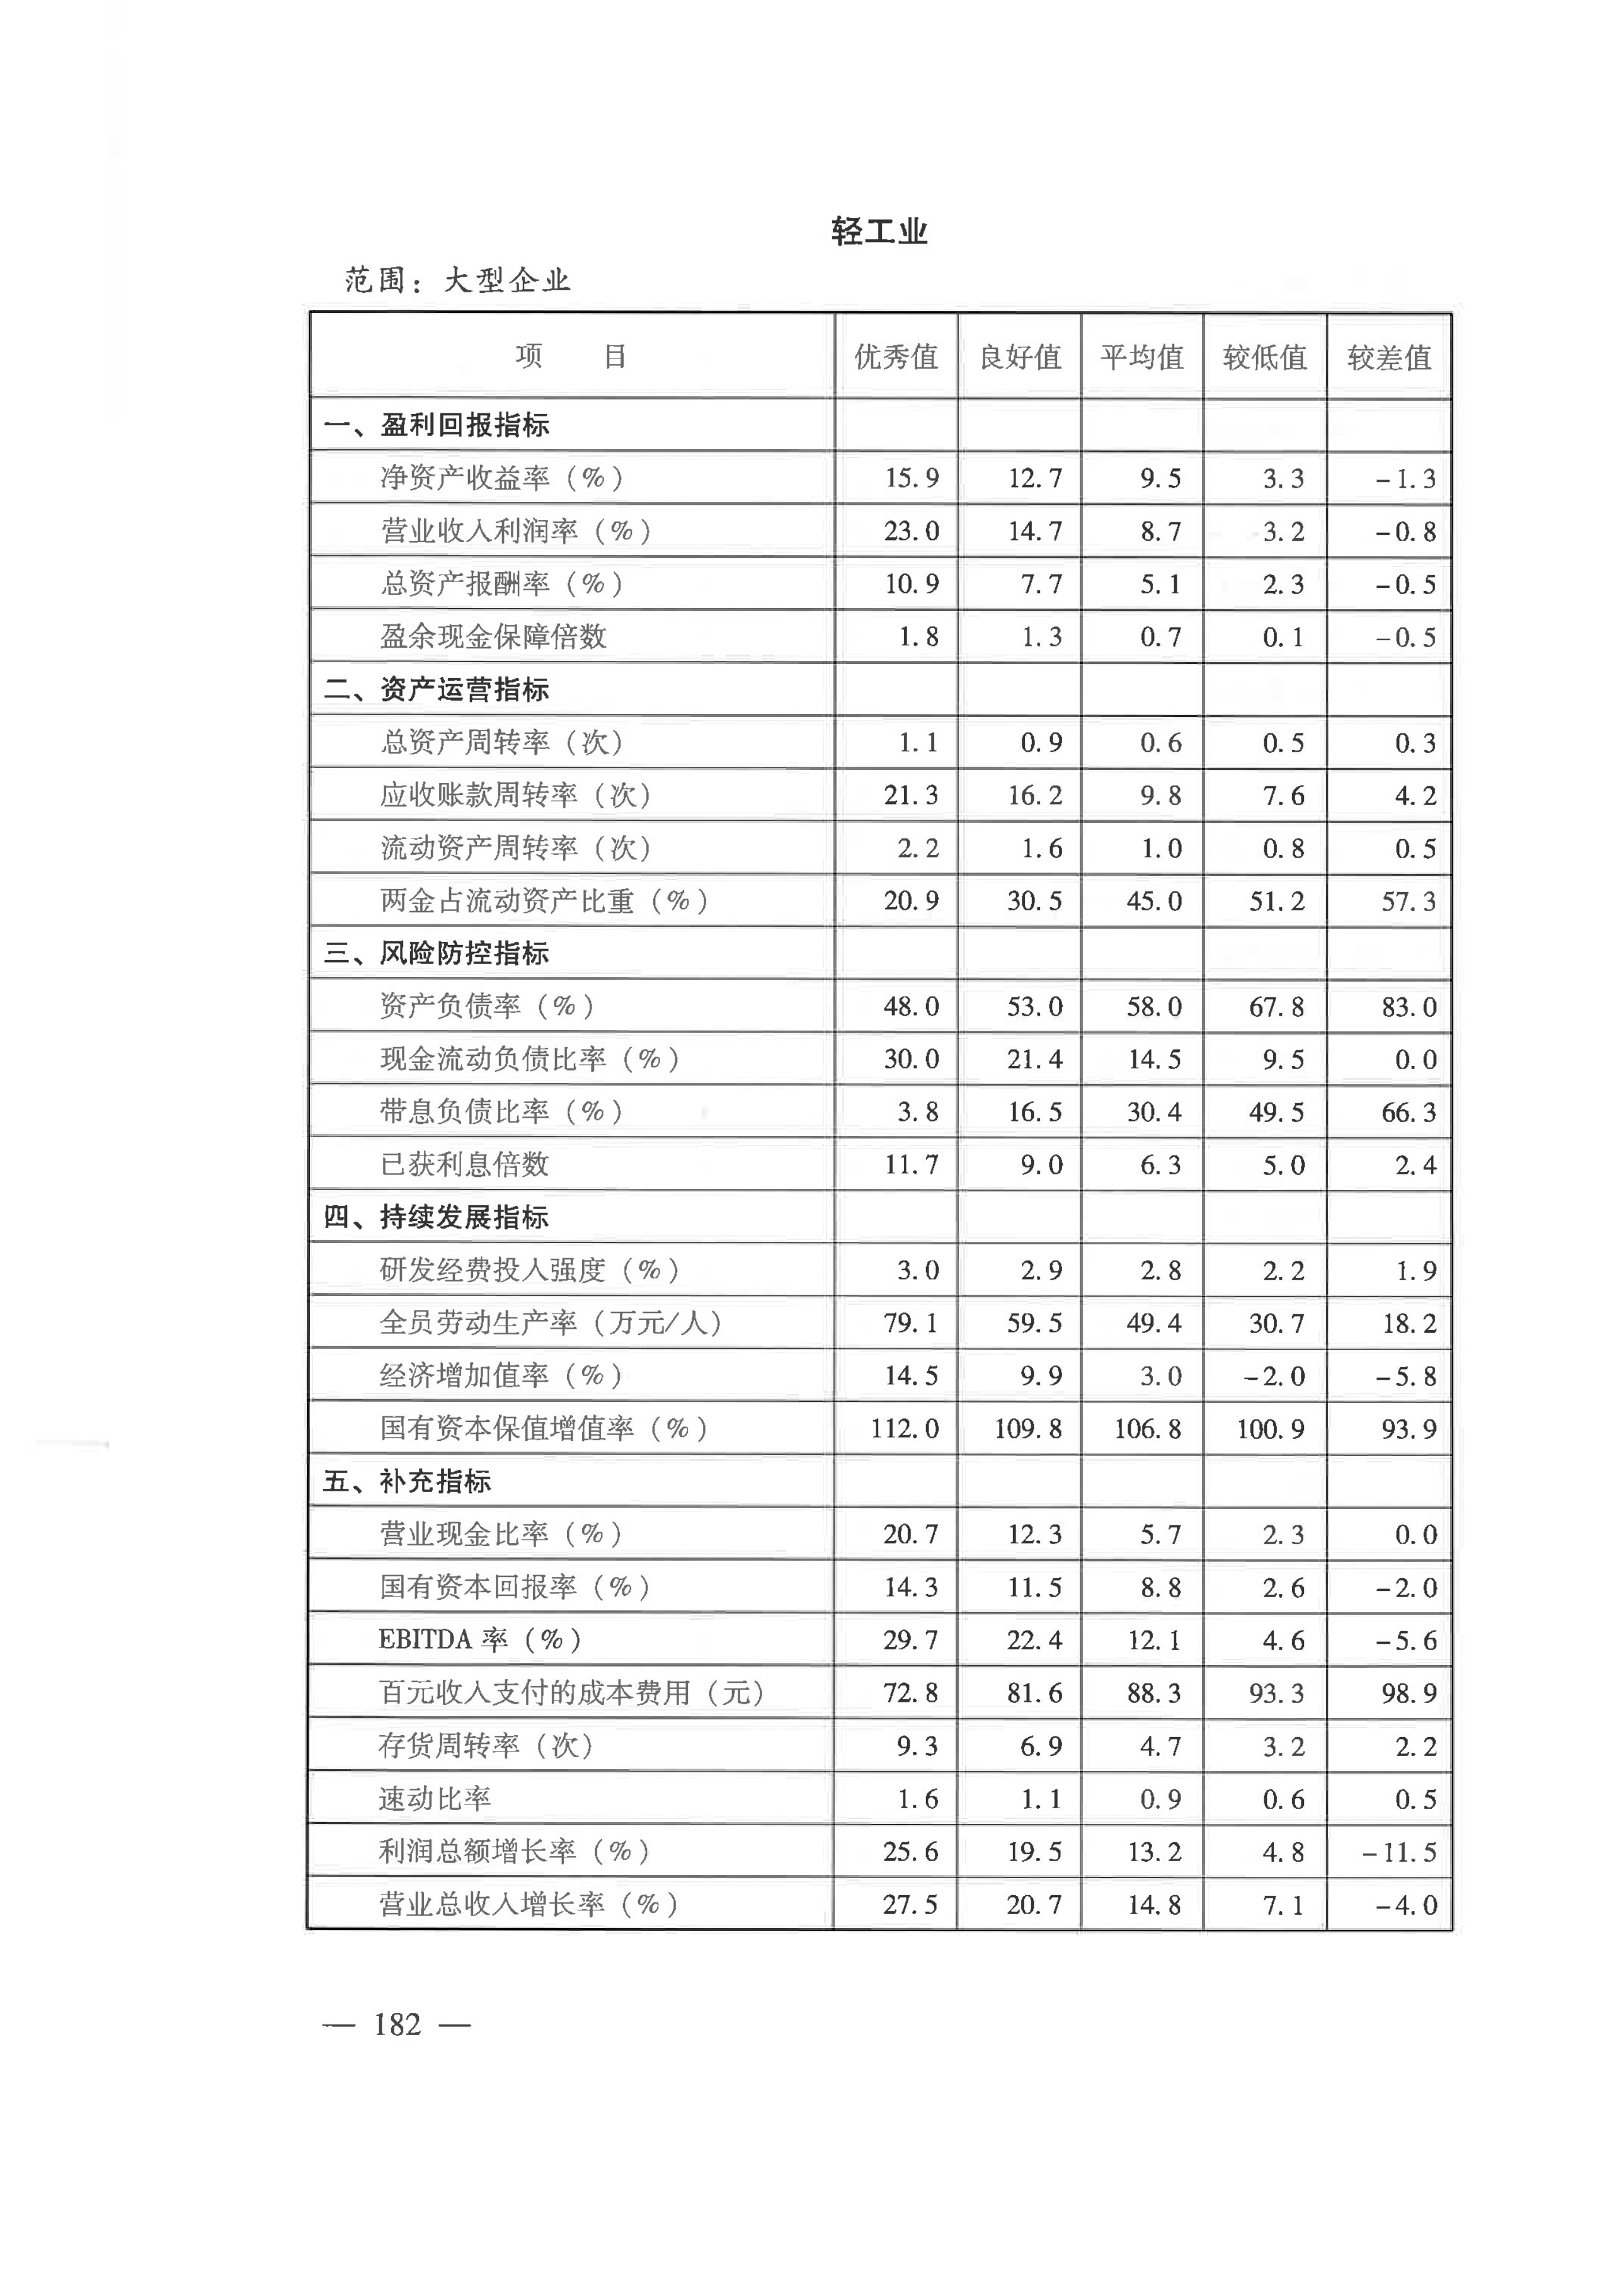 轻工业
范围：大型企业
项 目 优秀值 良好值 平均值 较低值 较差值
一、盈利回报指标
净资产收益率（%） 15.9 12.7 9.5 3.3 -1.3
营业收入利润率（%） 23.0 14.7 8.7 3.2 -0.8
总资产报酬率（%） 10.9 7.7 5.1 2.3 -0.5
盈余现金保障倍数 1.8 1.3 0.7 0.1 -0.5
二、资产运营指标
总资产周转率（次） 1.1 0.9 0.6 0.5 0.3
应收账款周转率（次） 21.3 16.2 9.8 7.6 4.2
流动资产周转率（次） 2.2 1.6 1.0 0.8 0.5
两金占流动资产比重（%） 20.9 30.5 45.0 51.2 57.3
三、风险防控指标
资产负债率（%） 48.0 53.0 58.0 67.8 83.0
现金流动负债比率（%） 30.0 21.4 14.5 9.5 0.0
带息负债比率（%） 3.8 16.5 30.4 49.5 66.3
已获利息倍数 11.7 9.0 6.3 5.0 2.4
四、持续发展指标
研发经费投入强度（%） 3.0 2.9 2.8 2.2 1.9
全员劳动生产率（万元/人） 79.1 59.5 49.4 30.7 18.2
经济增加值率（%） 14.5 9.9 3.0 -2.0 -5.8
国有资本保值增值率（%） 112.0 109.8 106.8 100.9 93.9
五、补充指标
营业现金比率（%） 20.7 12.3 5.7 2.3 0.0
国有资本回报率（%） 14.3 11.5 8.8 2.6 -2.0
EBITDA 率（%） 29.7 22.4 12.1 4.6 -5.6
百元收入支付的成本费用（元） 72.8 81.6 88.3 93.3 98.9
存货周转率（次） 9.3 6.9 4.7 3.2 2.2
速动比率 1.6 1.1 0.9 0.6 0.5
利润总额增长率（%） 25.6 19.5 13.2 4.8 -11.5
营业总收入增长率（%） 27.5 20.7 14.8 7.1 -4.0
— 182 —